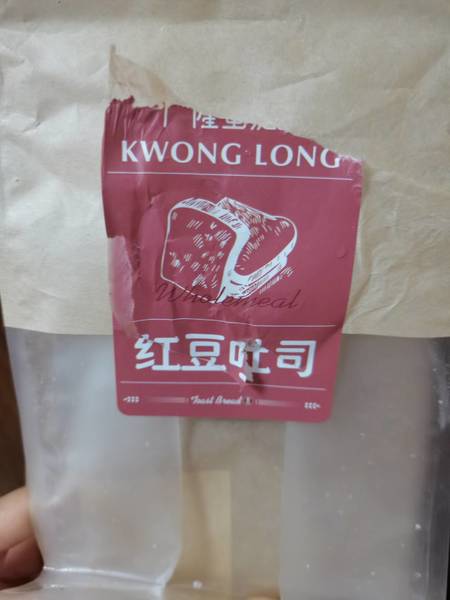 KWONG LONG
Wholemeal
红豆吐司
Toast Bread